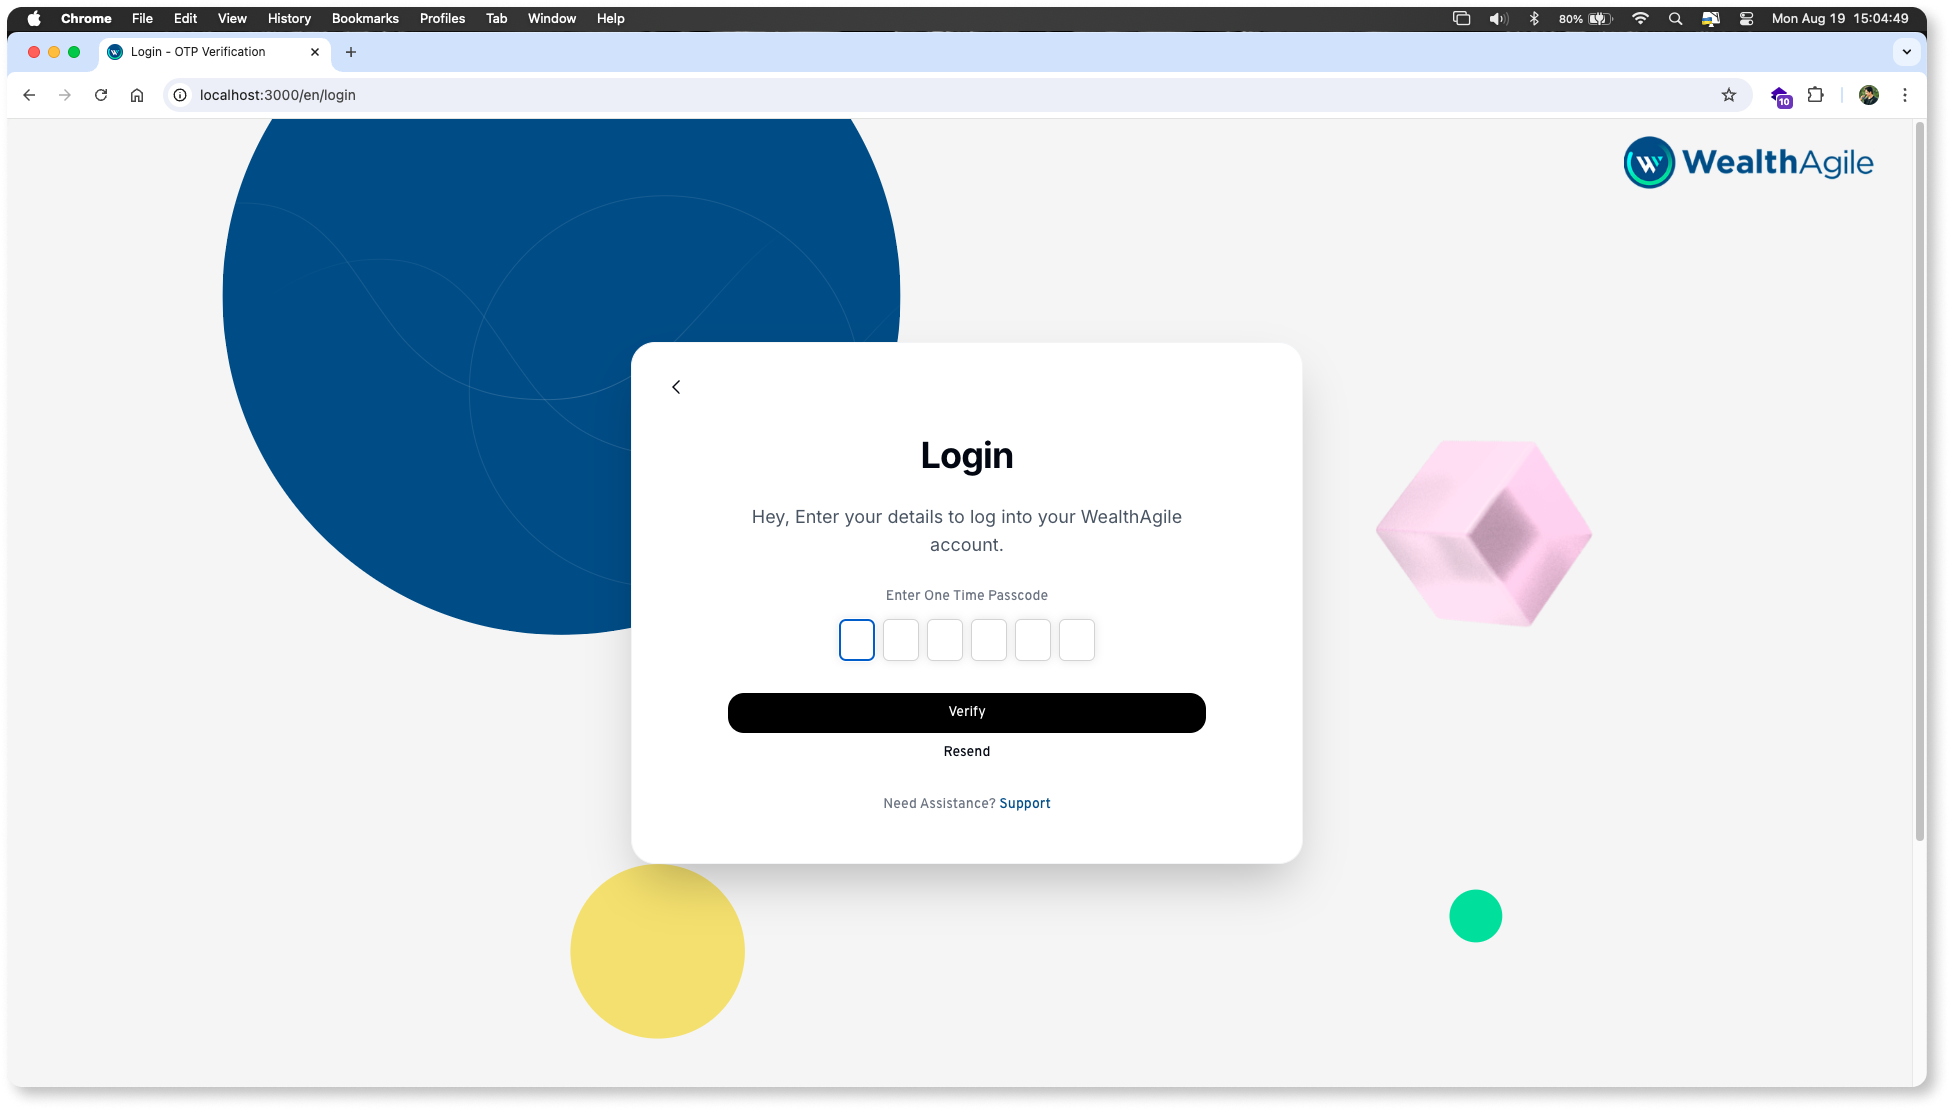 Chrome File Edit View History Bookmarks Profiles Tab Window Help 80% Mon Aug 19 15:04:49
Login - OTP Verification
localhost:3000/en/login
10
WealthAgile
Login
Hey, Enter your details to log into your WealthAgile
account.
Enter One Time Passcode
Verify
Resend
Need Assistance? Support